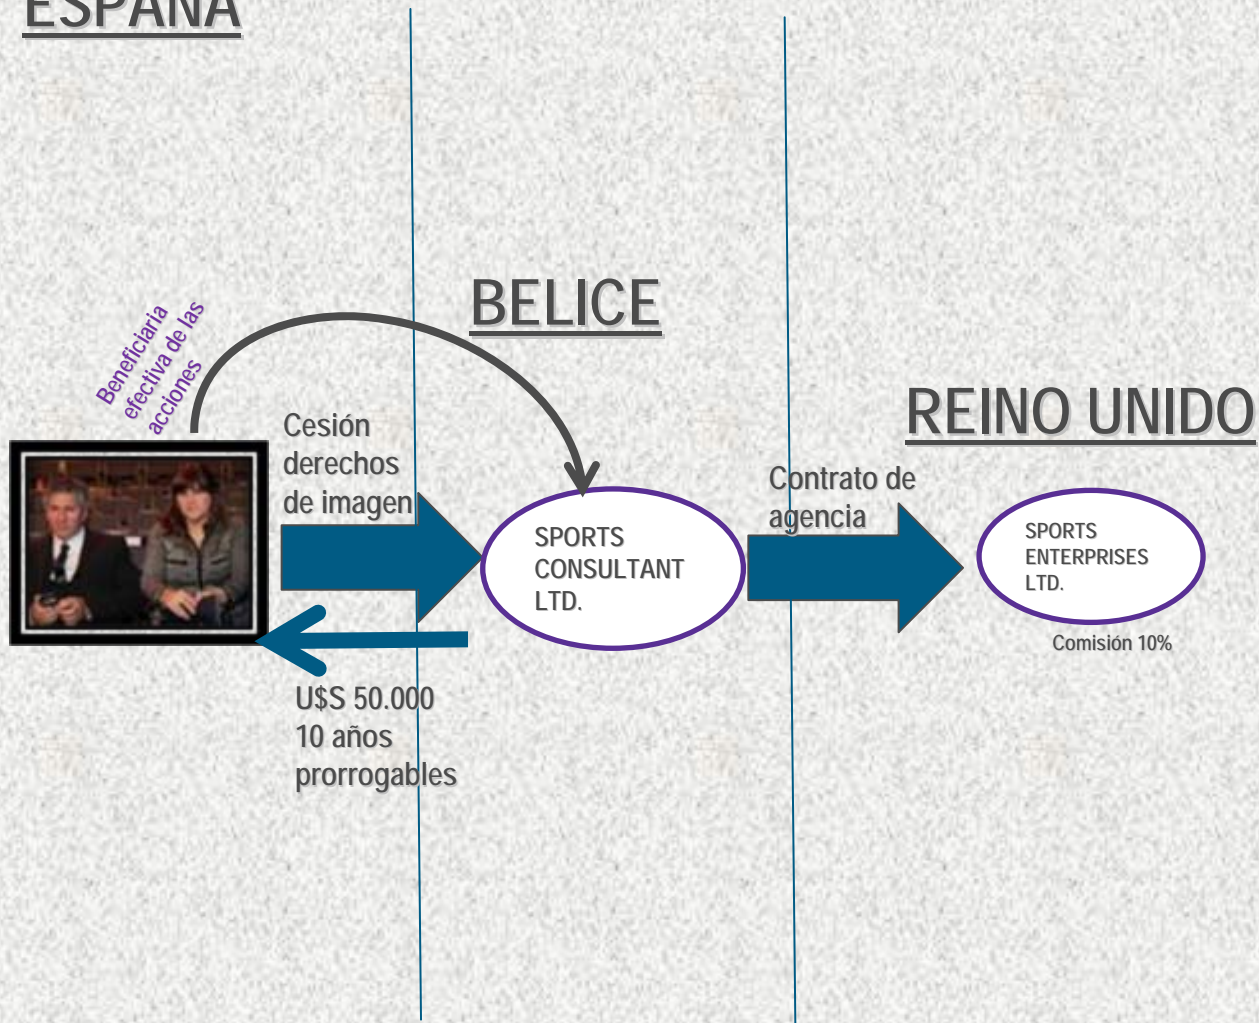 ESPAÑA
BELICE
REINO UNIDO
Beneficiaria
efectiva de las
acciones
Cesión
derechos
de imagen
SPORTS
CONSULTANT
LTD.
Contrato de
agencia
SPORTS
ENTERPRISES
LTD.
Comisión 10%
U$S 50.000
10 años
prorrogables